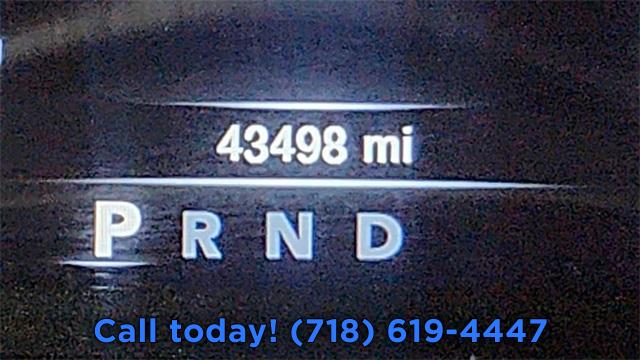 43498 mi
P R N D
Call today! (718) 619-4447